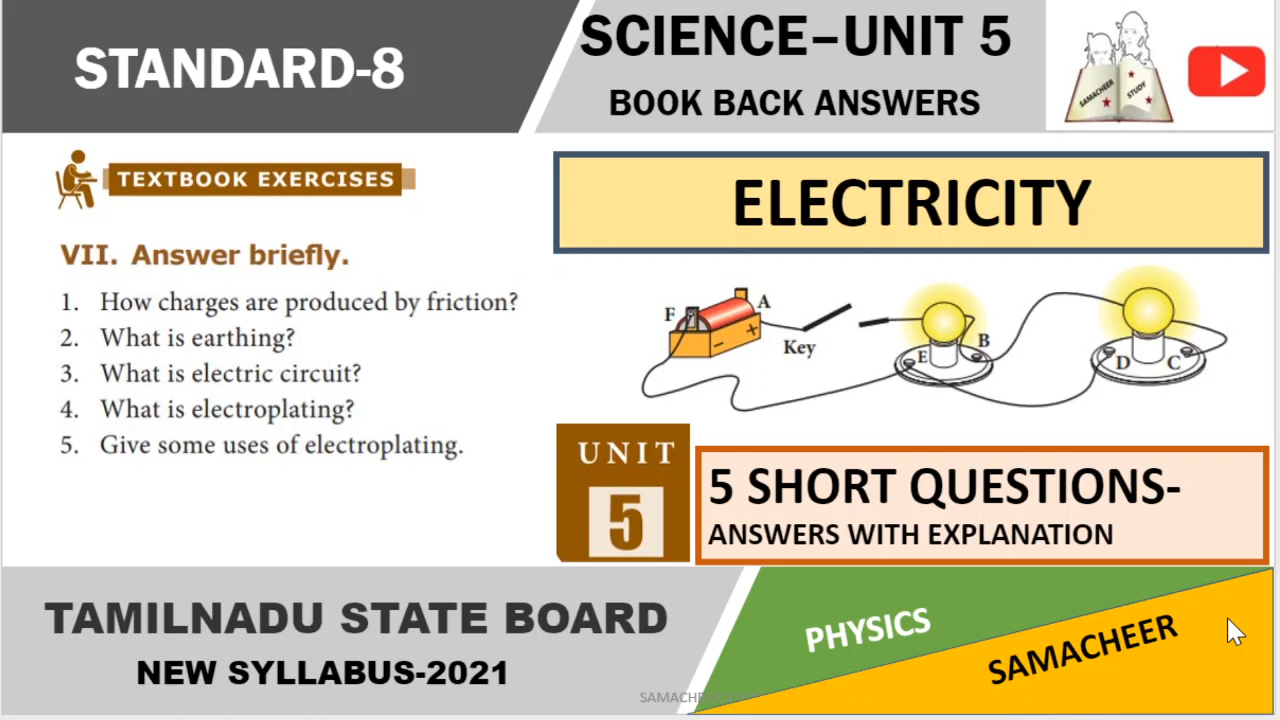 STANDARD-8
SCIENCE–UNIT 5
BOOK BACK ANSWERS
SAMACHEER
STUDY
TEXTBOOK EXERCISES
VII. Answer briefly.
1. How charges are produced by friction?
2. What is earthing?
3. What is electric circuit?
4. What is electroplating?
5. Give some uses of electroplating.
ELECTRICITY
F
A
+
−
Key
E
B
D
C
UNIT
5
5 SHORT QUESTIONS-
ANSWERS WITH EXPLANATION
TAMILNADU STATE BOARD
NEW SYLLABUS-2021
PHYSICS
SAMACHEER